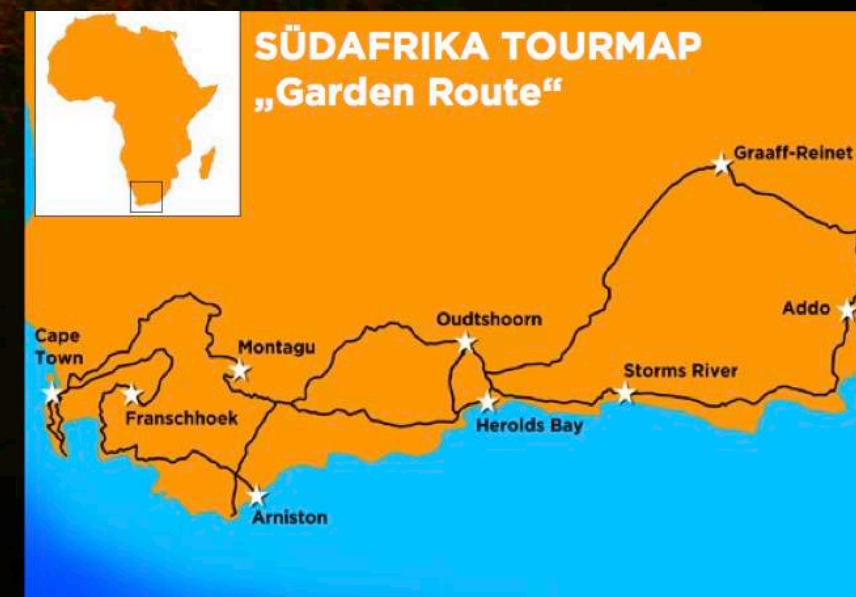 SÜDAFRIKA TOURMAP
„Garden Route“
Graaff-Reinet
Addo
Oudtshoorn
Cape
Town
Montagu
Storms River
Franschhoek
Herolds Bay
Arniston